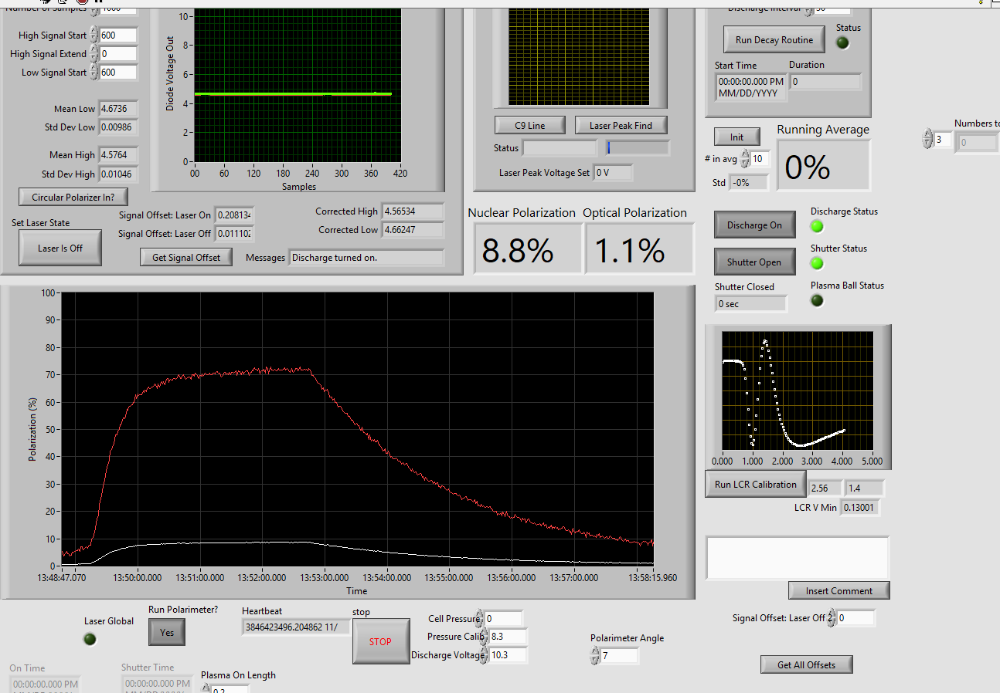 Number of Samples 1000
High Signal Start 600
High Signal Extend 0
Low Signal Start 600
Mean Low 4.6736
Std Dev Low 0.00986
Mean High 4.5764
Std Dev High 0.01046
Circular Polarizer In?
Set Laser State
Laser Is Off
Diode Voltage Out
10
8
6
4
2
0
00 60 120 180 240 300 360 420
Samples
Signal Offset: Laser On 0.208134
Signal Offset: Laser Off 0.011102
Get Signal Offset
Corrected High 4.56534
Corrected Low 4.66247
Messages Discharge turned on.
C9 Line Laser Peak Find
Status
Laser Peak Voltage Set 0 V
Nuclear Polarization Optical Polarization
8.8% 1.1%
Discharge Interval 30
Run Decay Routine
Status
Start Time Duration
00:00:00.000 PM 0
MM/DD/YYYY
Init
Running Average
# in avg 10
0%
Std -0%
Numbers to
3 0
Discharge On
Discharge Status
Shutter Open
Shutter Status
Shutter Closed
0 sec
Plasma Ball Status
Polarization (%)
100
90
80
70
60
50
40
30
20
10
0
13:48:47.070 13:50:00.000 13:51:00.000 13:52:00.000 13:53:00.000 13:54:00.000 13:55:00.000 13:56:00.000 13:57:00.000 13:58:15.960
Time
0.000 1.000 2.000 3.000 4.000 5.000
Run LCR Calibration 2.56 1.4
LCR V Min 0.13001
Insert Comment
Signal Offset: Laser Off 2 0
Get All Offsets
Laser Global
Run Polarimeter?
Yes
Heartbeat
3846423496.204862 11/
stop
STOP
Cell Pressure 0
Pressure Calib 8.3
Discharge Voltage 10.3
Polarimeter Angle
7
On Time
00:00:00.000 PM
MM/DD/YYYY
Shutter Time
00:00:00.000 PM
MM/DD/YYYY
Plasma On Length
0.2